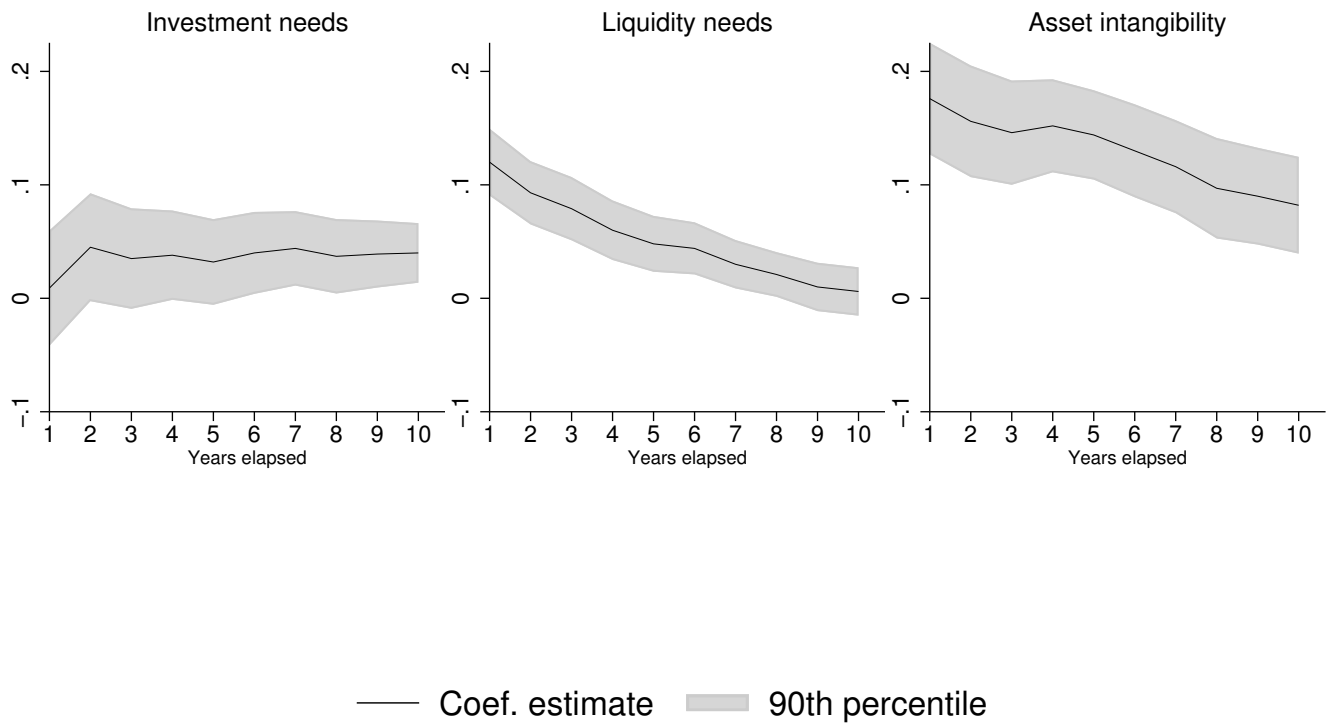 Investment needs
Liquidity needs
Asset intangibility
.2
.1
0
−.1
1 2 3 4 5 6 7 8 9 10
Years elapsed
.2
.1
0
−.1
1 2 3 4 5 6 7 8 9 10
Years elapsed
.2
.1
0
−.1
1 2 3 4 5 6 7 8 9 10
Years elapsed
Coef. estimate
90th percentile